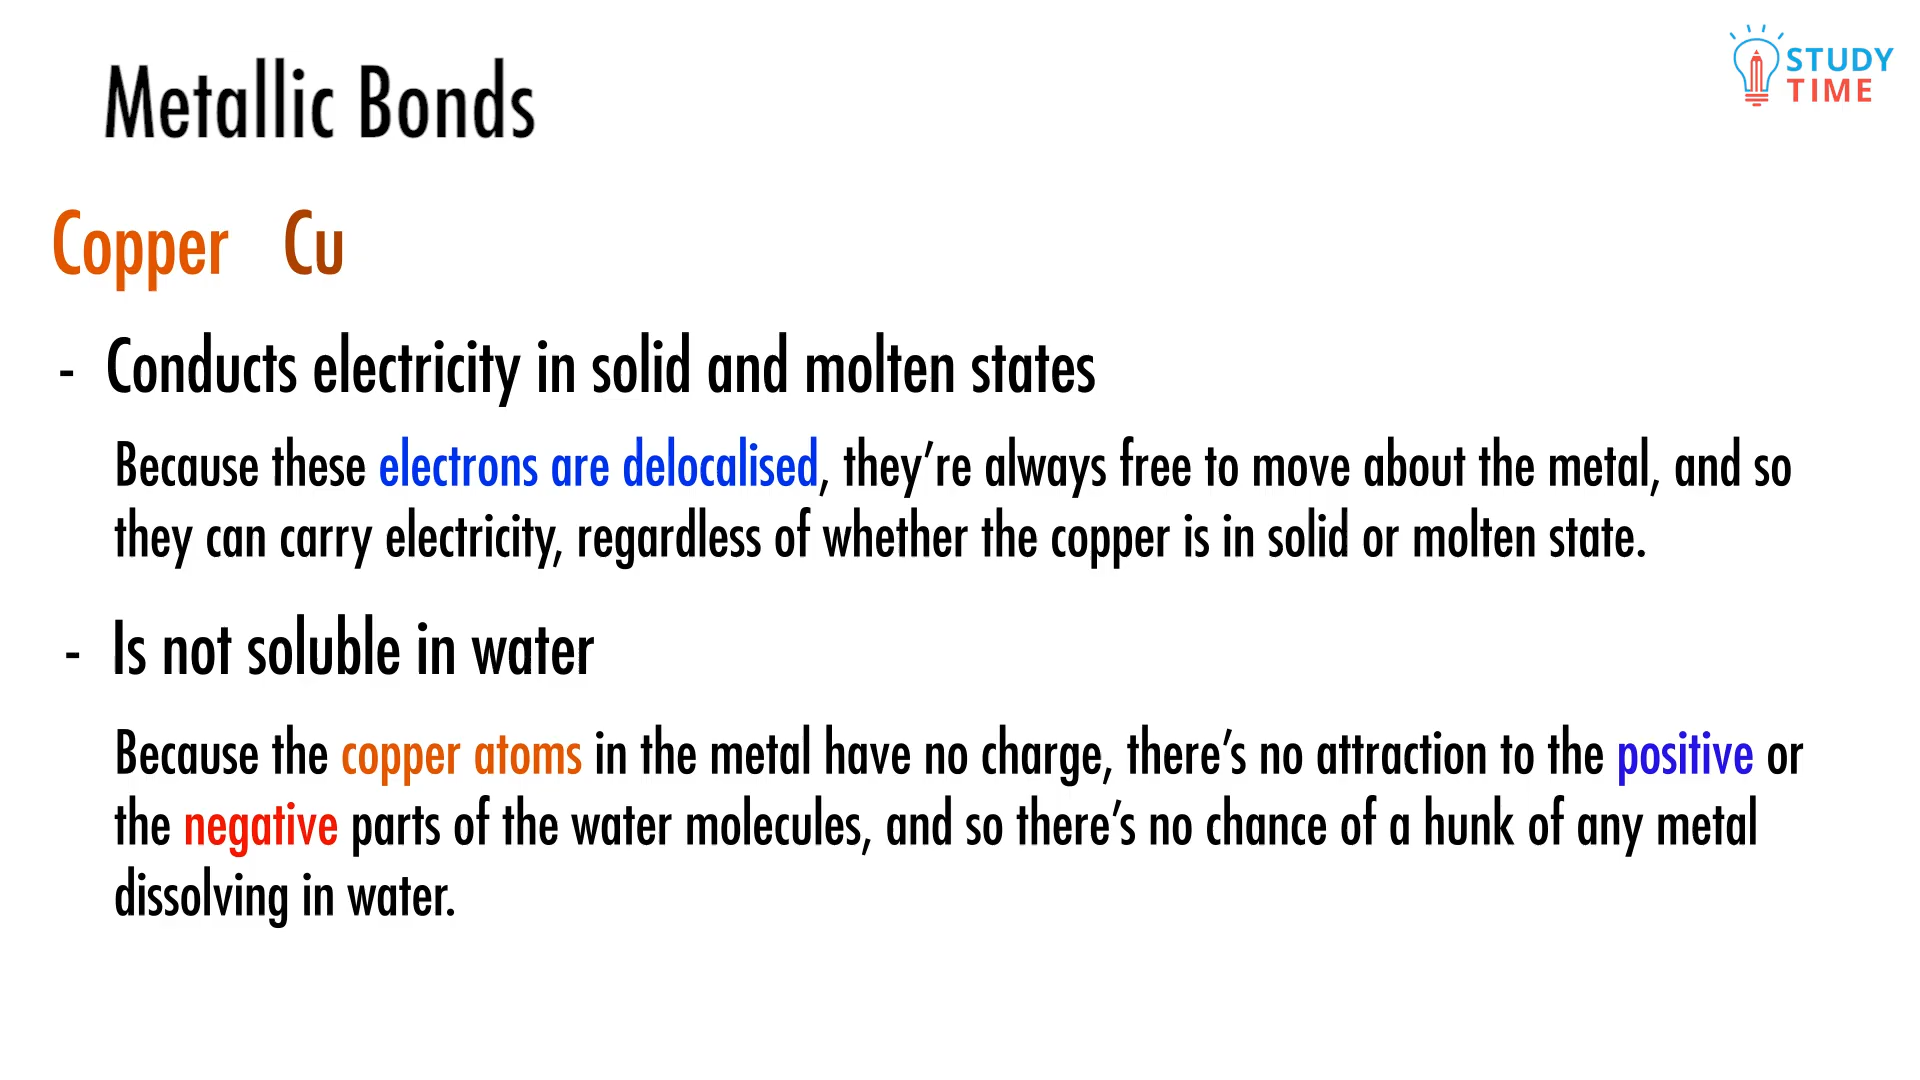 Metallic Bonds
STUDY
TIME
Copper Cu
- Conducts electricity in solid and molten states
Because these electrons are delocalised, they’re always free to move about the metal, and so
they can carry electricity, regardless of whether the copper is in solid or molten state.
- Is not soluble in water
Because the copper atoms in the metal have no charge, there’s no attraction to the positive or
the negative parts of the water molecules, and so there’s no chance of a hunk of any metal
dissolving in water.